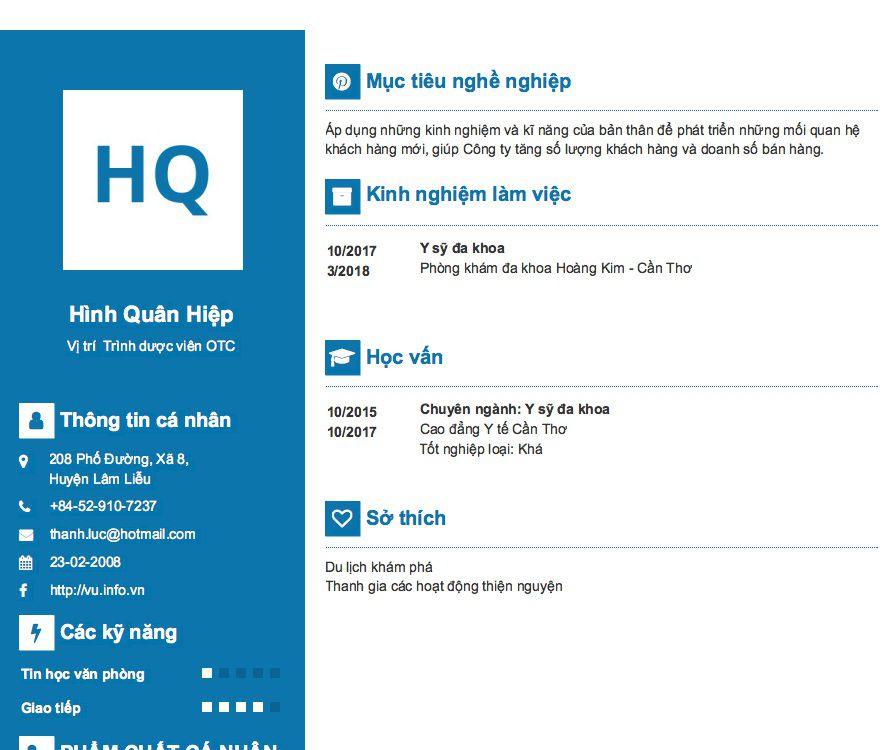 HQ
Hình Quân Hiệp
Vị trí Trình dược viên OTC
Thông tin cá nhân
208 Phố Đường, Xã 8,
Huyện Lâm Liễu
+84-52-910-7237
thanh.luc@hotmail.com
23-02-2008
http://vu.info.vn
Các kỹ năng
Tin học văn phòng
Giao tiếp
PHẨM CHẤT CÁ NHÂN
Mục tiêu nghề nghiệp
Áp dụng những kinh nghiệm và kĩ năng của bản thân để phát triển những mối quan hệ
khách hàng mới, giúp Công ty tăng số lượng khách hàng và doanh số bán hàng.
Kinh nghiệm làm việc
10/2017 Y sỹ đa khoa
3/2018 Phòng khám đa khoa Hoàng Kim - Cần Thơ
Học vấn
10/2015 Chuyên ngành: Y sỹ đa khoa
10/2017 Cao đẳng Y tế Cần Thơ
Tốt nghiệp loại: Khá
Sở thích
Du lịch khám phá
Thanh gia các hoạt động thiện nguyện